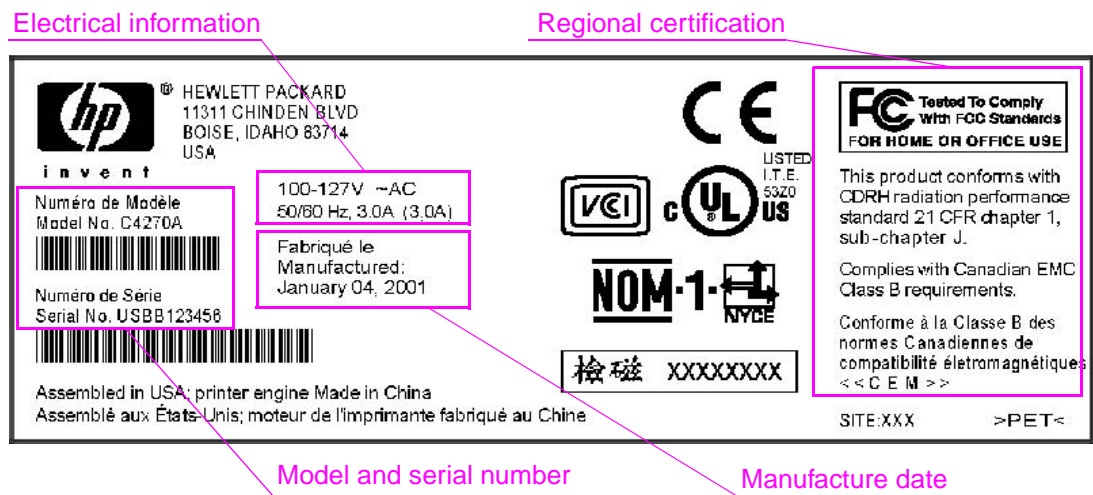 Electrical information
Regional certification
hp
®
invent
HEWLETT PACKARD
11311 CHINDEN BLVD
BOISE, IDAHO 83714
USA
Numéro de Modèle
Model No. C4270A
Numéro de Série
Serial No. USBB123456
100-127V ~AC
50/60 Hz, 3.0A (3,0A)
Fabriqué le
Manufactured:
January 04, 2001
Assembled in USA; printer engine Made in China
Assemblé aux États-Unis; moteur de l'imprimante fabriqué au Chine
CE
VCI
C UL ® US
LISTED
I.T.E.
53Z0
NOM-1-
NYCE
檢磁 XXXXXXXX
FC Tested To Comply
With FCC Standards
FOR HOME OR OFFICE USE
This product conforms with
CDRH radiation performance
standard 21 CFR chapter 1,
sub-chapter J.
Complies with Canadian EMC
Class B requirements.
Conforme à la Classe B des
normes Canadiennes de
compatibilité életromagnétiques
<<CEM>>
SITE:XXX
>PET<
Model and serial number
Manufacture date